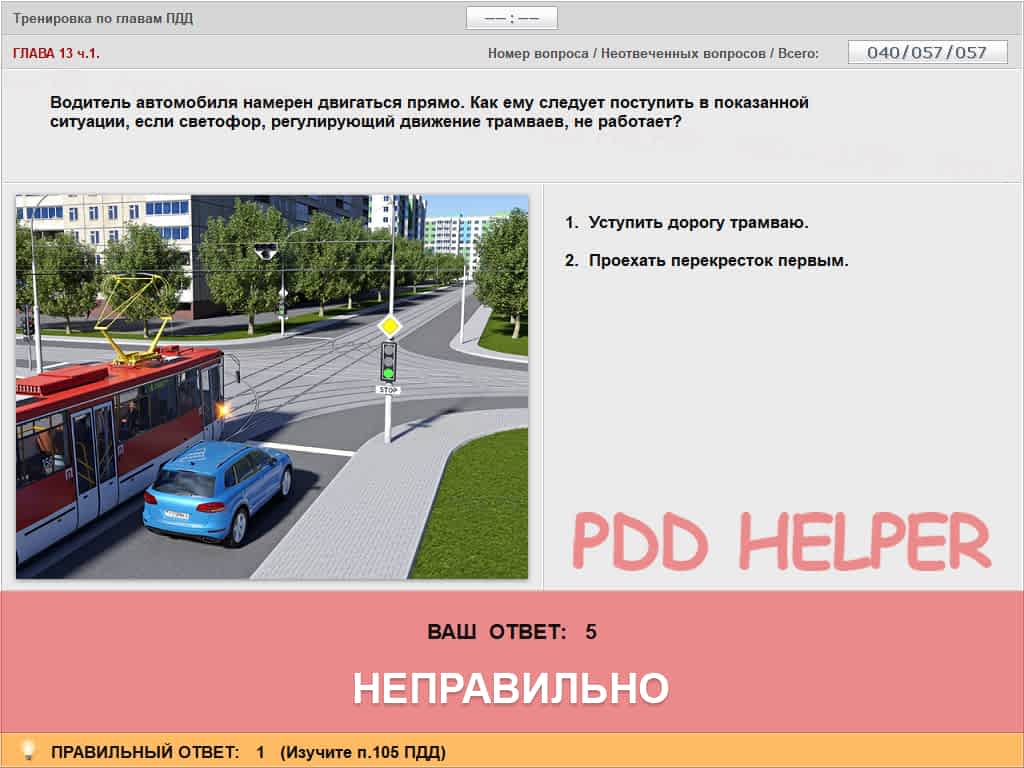 Тренировка по главам ПДД
–– : ––
ГЛАВА 13 ч.1.
Номер вопроса / Неотвеченных вопросов / Всего:
040/057/057
Водитель автомобиля намерен двигаться прямо. Как ему следует поступить в показанной
ситуации, если светофор, регулирующий движение трамваев, не работает?
1. Уступить дорогу трамваю.
2. Проехать перекресток первым.
STOP
PDD HELPER
ВАШ ОТВЕТ: 5
НЕПРАВИЛЬНО
ПРАВИЛЬНЫЙ ОТВЕТ: 1 (Изучите п.105 ПДД)